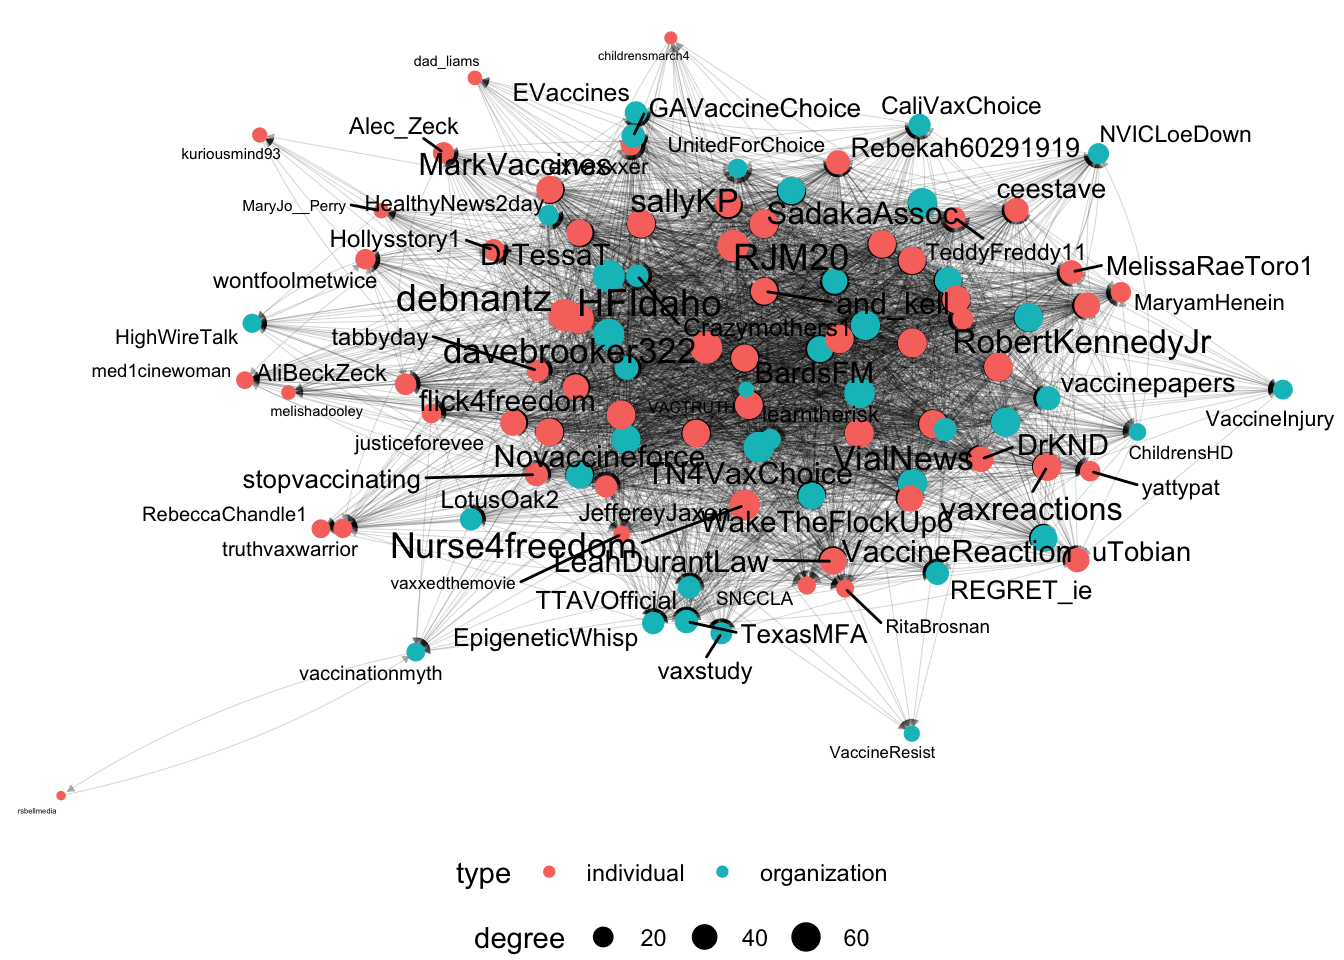 childrensmarch4
dad_liams
EVaccines
GAVaccineChoice
CaliVaxChoice
Alec_Zeck
NVICLoeDown
kuriousmind93
UnitedForChoice
Rebekah60291919
MarkVaccines
exvaxxxer
ceestave
MaryJo__Perry
HealthyNews2day
sallyKP
SadakaAssoc
Hollysstory1
DrTessaT
RJM20
TeddyFreddy11
MelissaRaeToro1
wontfoolmetwice
debnantz
HFIdaho
and_kell
MaryamHenein
HighWireTalk
tabbyday
Crazymothers1
RobertKennedyJr
davebrooker322
med1cinewoman
AliBeckZeck
BardsFM
vaccinepapers
melishadooley
flick4freedom
VACTRUTH
learntherisk
VaccineInjury
justiceforevee
DrKND
ChildrensHD
Novaccineforce
VialNews
stopvaccinating
TN4VaxChoice
yattypat
LotusOak2
RebeccaChandle1
JeffereyJaxen
WakeTheFlockUp6
vaxreactions
truthvaxwarrior
Nurse4freedom
VaccineReaction
uTobian
LeahDurantLaw
vaxxedthemovie
TTAVOfficial
SNCCLA
REGRET_ie
RitaBrosnan
EpigeneticWhisp
TexasMFA
vaxstudy
vaccinationmyth
VaccineResist
rsbellmedia
type individual organization
degree 20 40 60